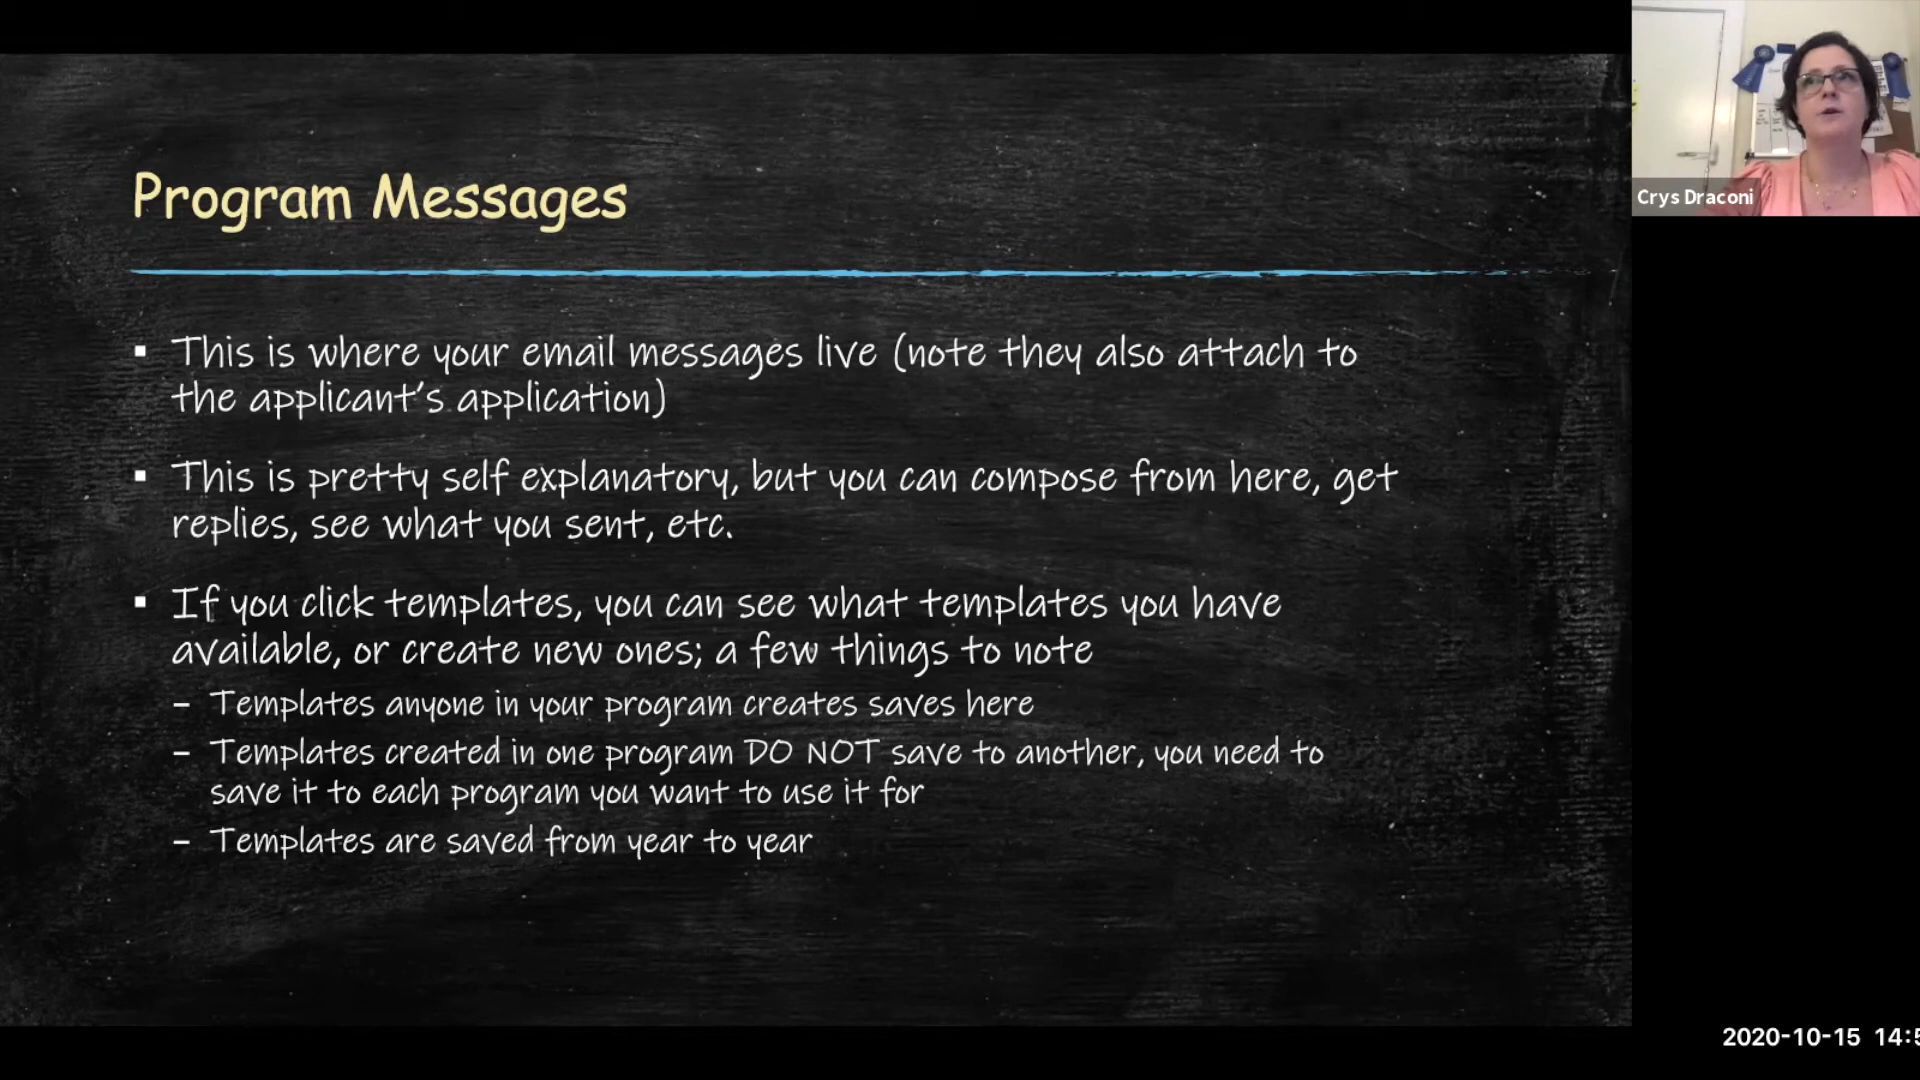 Program Messages
▪ This is where your email messages live (note they also attach to
the applicant's application)
▪ This is pretty self explanatory, but you can compose from here, get
replies, see what you sent, etc.
▪ If you click templates, you can see what templates you have
available, or create new ones; a few things to note
– Templates anyone in your program creates saves here
– Templates created in one program DO NOT save to another, you need to
save it to each program you want to use it for
– Templates are saved from year to year
Crys Draconi
2020-10-15 14:5